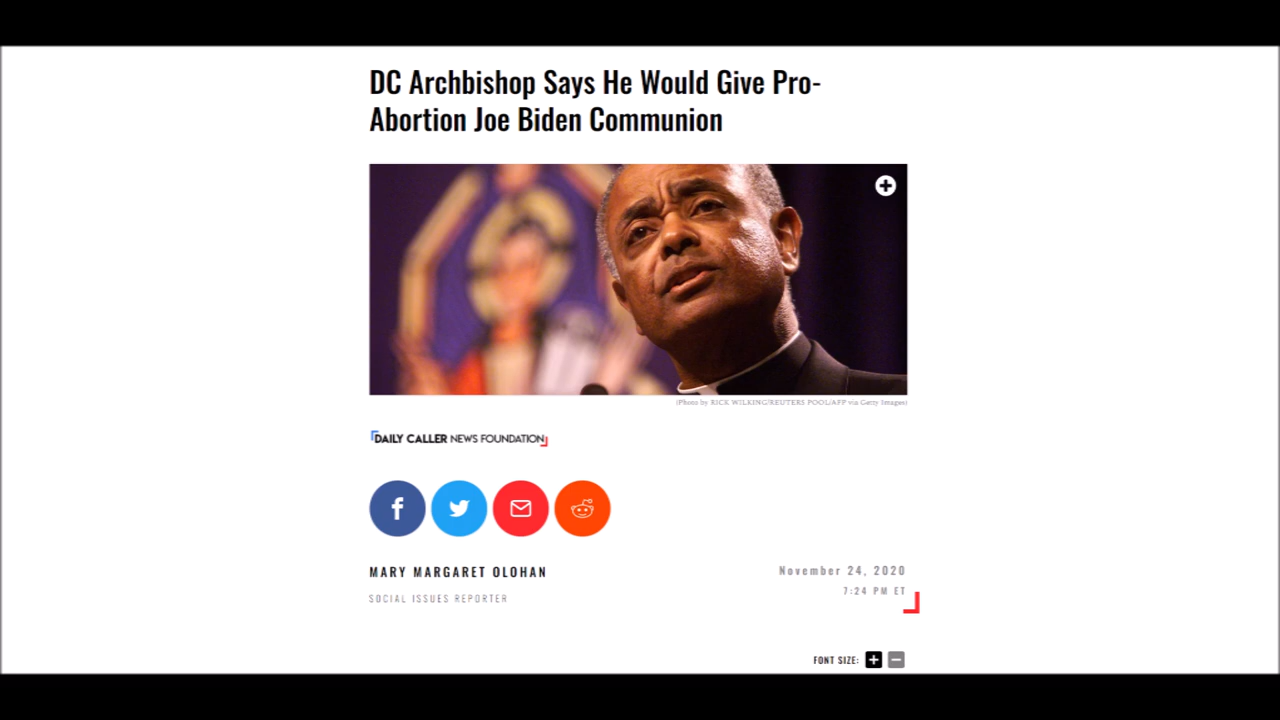 DC Archbishop Says He Would Give Pro-
Abortion Joe Biden Communion
(Photo by RICK WILKING/REUTERS POOL/AFP via Getty Images)
DAILY CALLER NEWS FOUNDATION
MARY MARGARET OLOHAN
November 24, 2020
SOCIAL ISSUES REPORTER
7:24 PM ET
FONT SIZE: